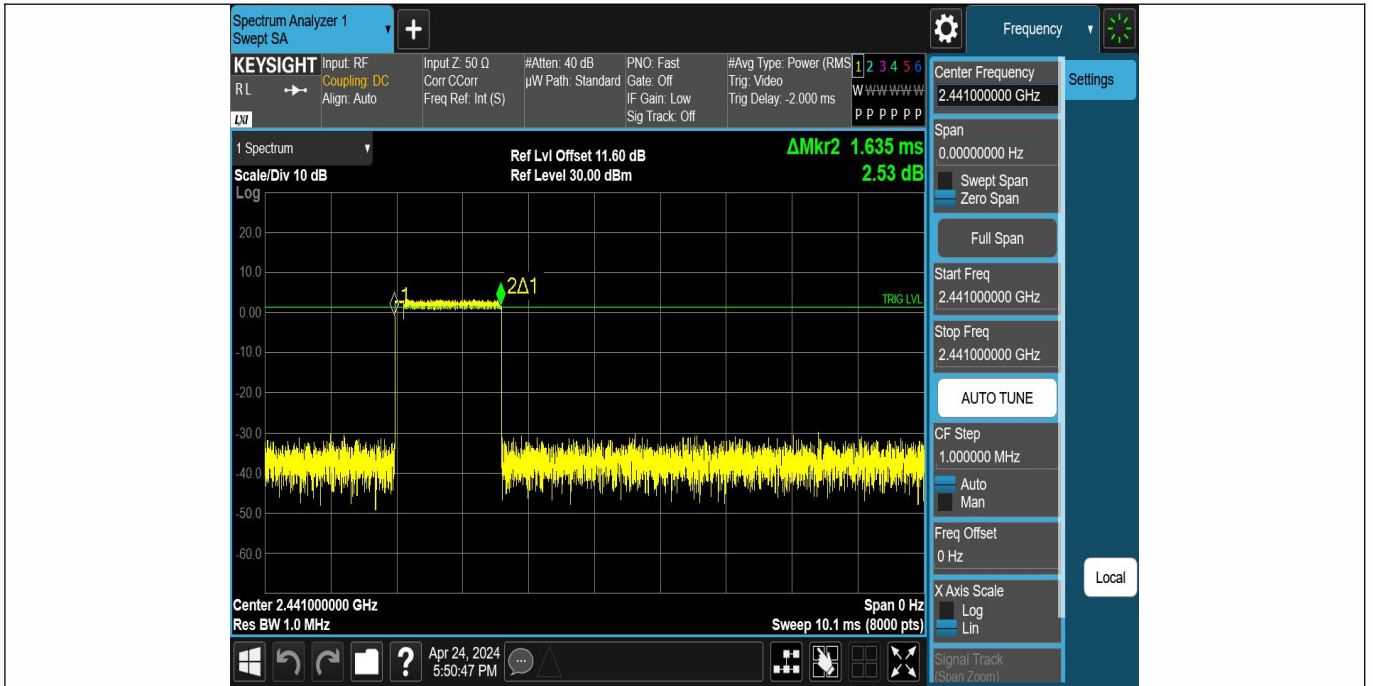 Spectrum Analyzer 1
Swept SA
+
Frequency
KEYSIGHT
RL
LXI
Input: RF
Coupling: DC
Align: Auto
Input Z: 50 Ω
Corr CCorr
Freq Ref: Int (S)
#Atten: 40 dB
µW Path: Standard
PNO: Fast
Gate: Off
IF Gain: Low
Sig Track: Off
#Avg Type: Power (RMS
Trig: Video
Trig Delay: -2.000 ms
1 2 3 4 5 6
W W W W W W
P P P P P P
Center Frequency
2.441000000 GHz
Settings
1 Spectrum
Scale/Div 10 dB
Ref Lvl Offset 11.60 dB
Ref Level 30.00 dBm
ΔMkr2 1.635 ms
2.53 dB
Span
0.00000000 Hz
Swept Span
Zero Span
Full Span
Start Freq
2.441000000 GHz
Stop Freq
2.441000000 GHz
AUTO TUNE
CF Step
1.000000 MHz
Auto
Man
Freq Offset
0 Hz
X Axis Scale
Log
Lin
Signal Track
(Span Zoom)
Local
Log
20.0
10.0
0.00
-10.0
-20.0
-30.0
-40.0
-50.0
-60.0
1
2Δ1
TRIG LVL
Center 2.441000000 GHz
Res BW 1.0 MHz
Span 0 Hz
Sweep 10.1 ms (8000 pts)
?
Apr 24, 2024
5:50:47 PM